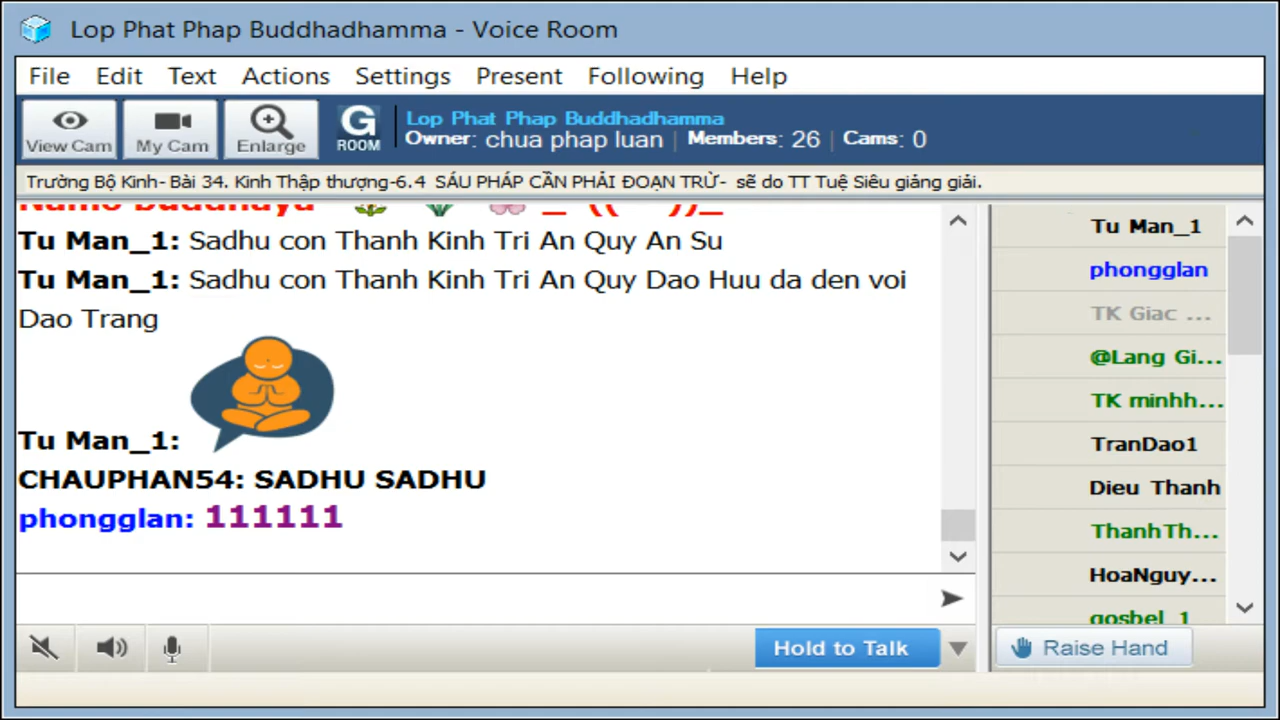 Lop Phat Phap Buddhadhamma - Voice Room
File Edit Text Actions Settings Present Following Help
View Cam My Cam Enlarge
G ROOM
Lop Phat Phap Buddhadhamma
Owner: chua phap luan | Members: 26 | Cams: 0
Trường Bộ Kinh- Bài 34. Kinh Thập thượng-6.4 SÁU PHÁP CẦN PHẢI ĐOẠN TRỪ- sẽ do TT Tuệ Siêu giảng giải.
Namo Buddhaya
Tu Man_1: Sadhu con Thanh Kinh Tri An Quy An Su
Tu Man_1: Sadhu con Thanh Kinh Tri An Quy Dao Huu da den voi
Dao Trang
Tu Man_1:
CHAUPHAN54: SADHU SADHU
phongglan: 111111
Tu Man_1
phongglan
TK Giac ...
@Lang Gi...
TK minhh...
TranDao1
Dieu Thanh
ThanhTh...
HoaNguy...
gosbel_1
Hold to Talk
Raise Hand